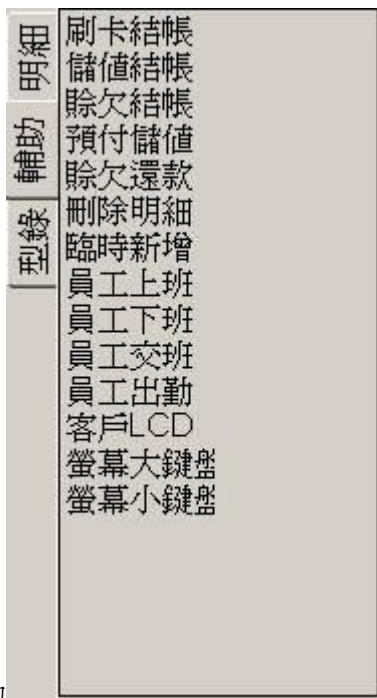 明細
輔助
型錄
刷卡結帳
儲值結帳
賒欠結帳
預付儲值
賒欠還款
刪除明細
臨時新增
員工上班
員工下班
員工交班
員工出勤
客戶LCD
螢幕大鍵盤
螢幕小鍵盤